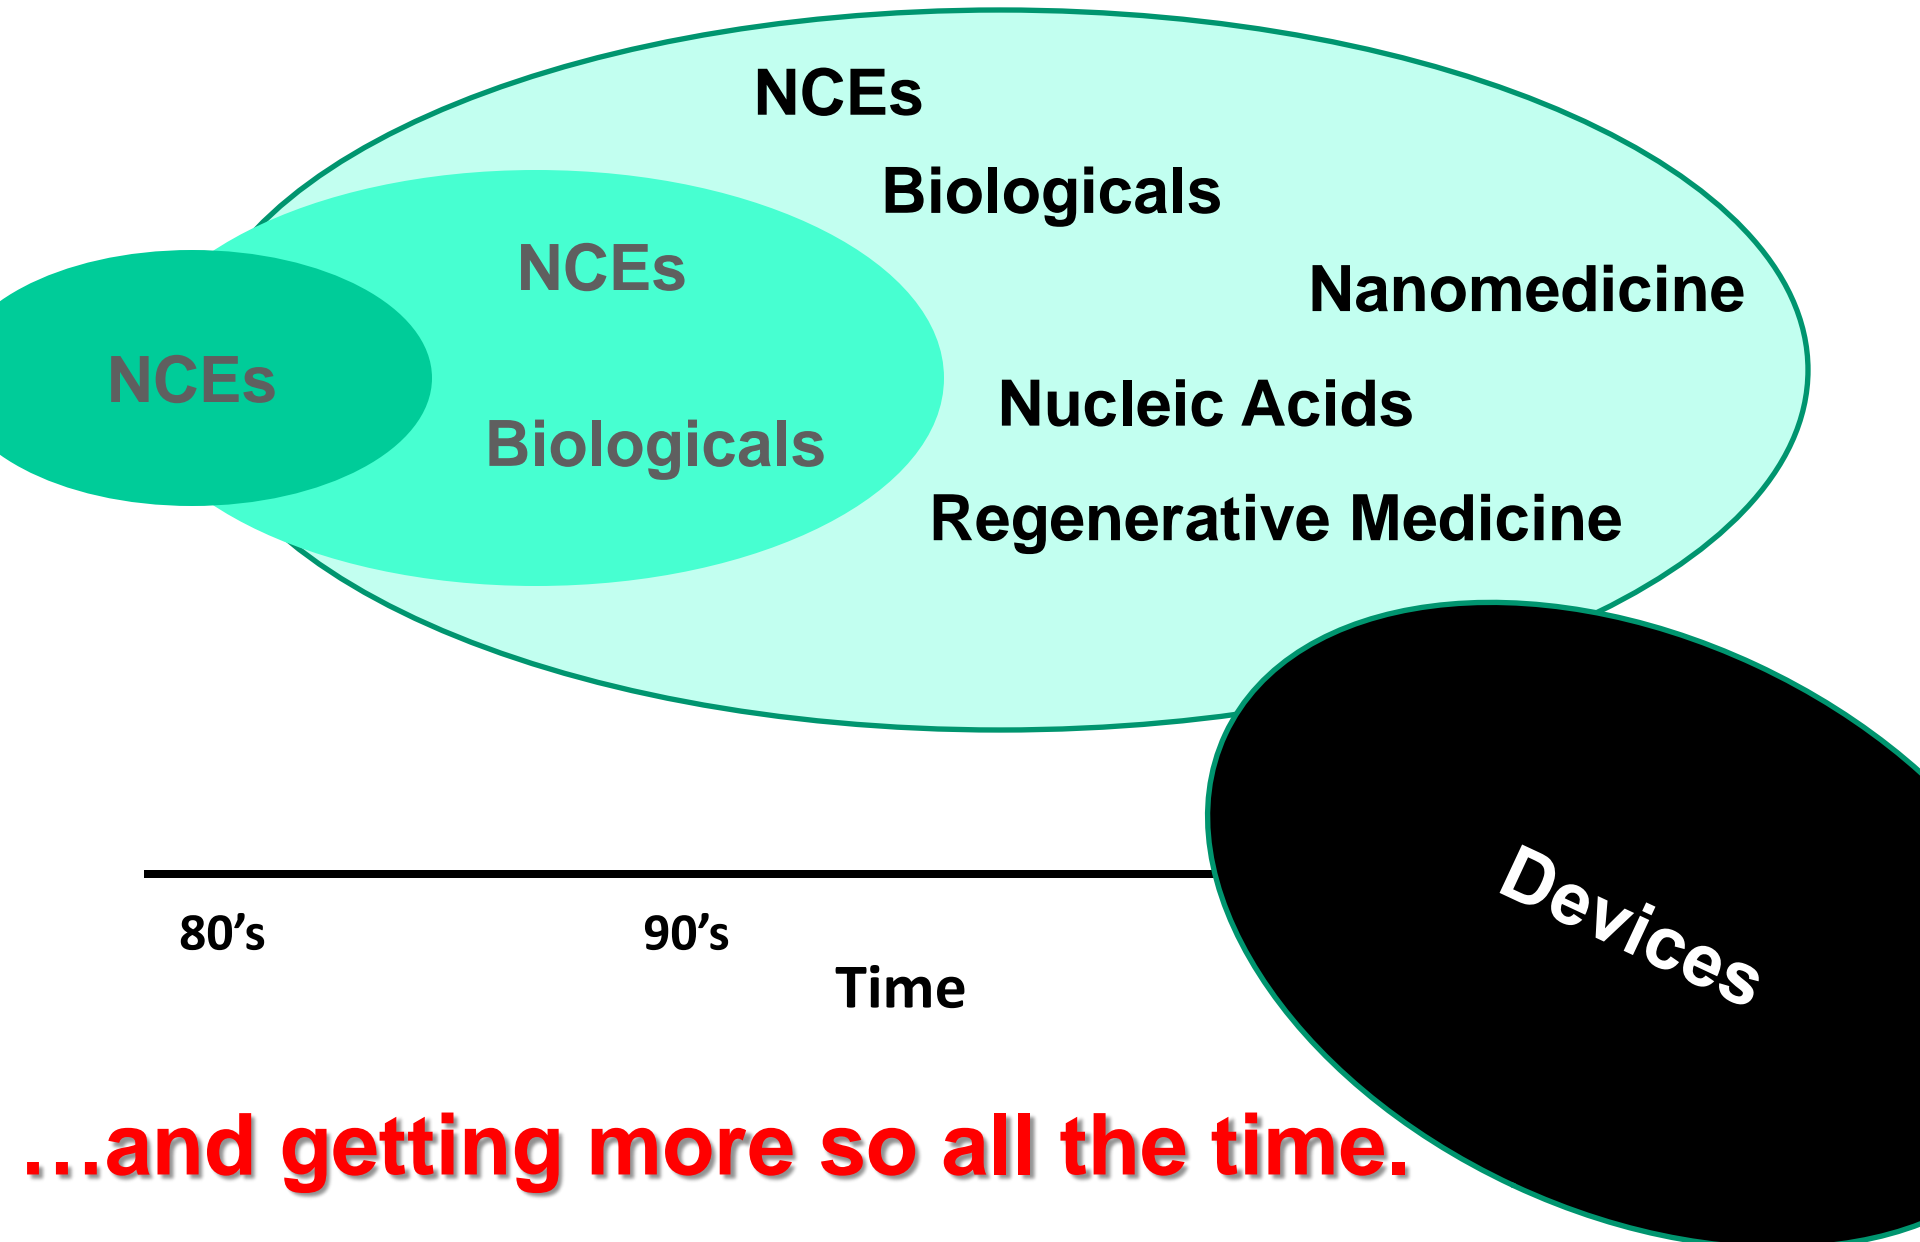 NCEs
Biologicals
NCEs
Nanomedicine
NCEs
Nucleic Acids
Biologicals
Regenerative Medicine
Devices
80’s
90’s
Time
…and getting more so all the time.